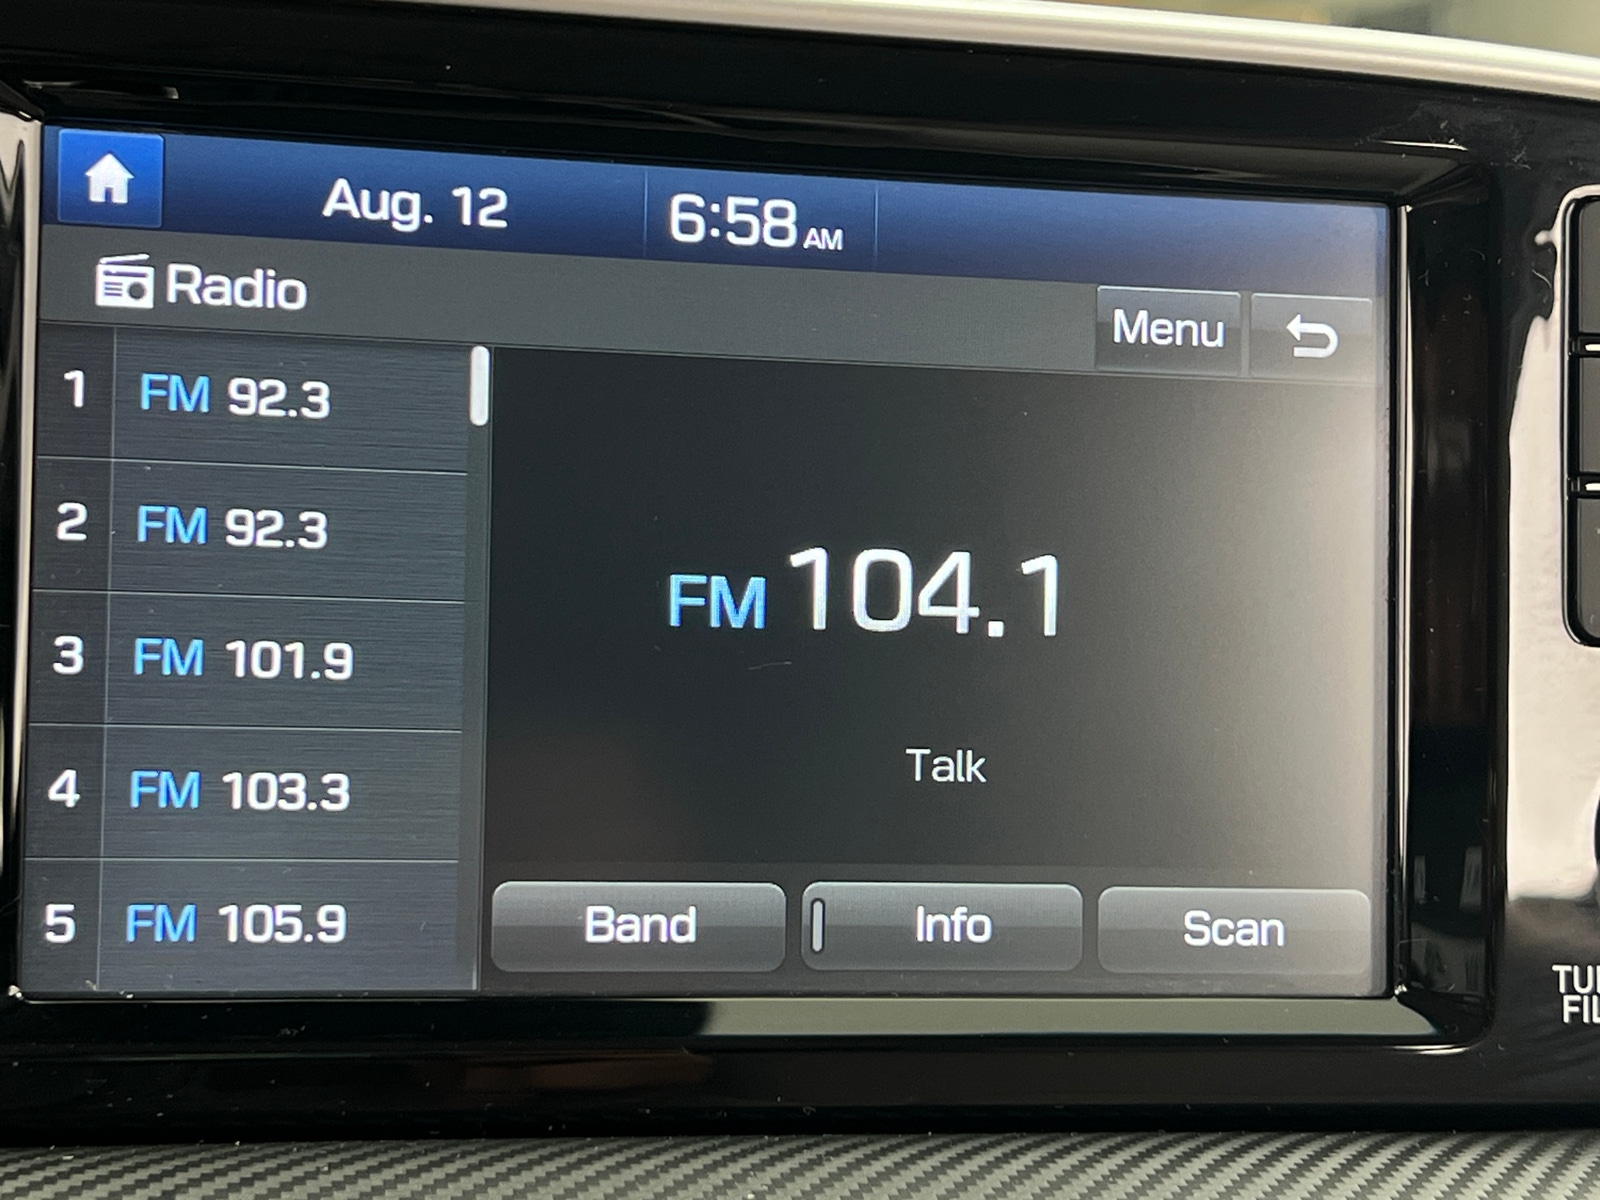 Aug. 12 6:58 AM
Radio
Menu
1 FM 92.3
2 FM 92.3
3 FM 101.9
4 FM 103.3
5 FM 105.9
FM 104.1
Talk
Band Info Scan